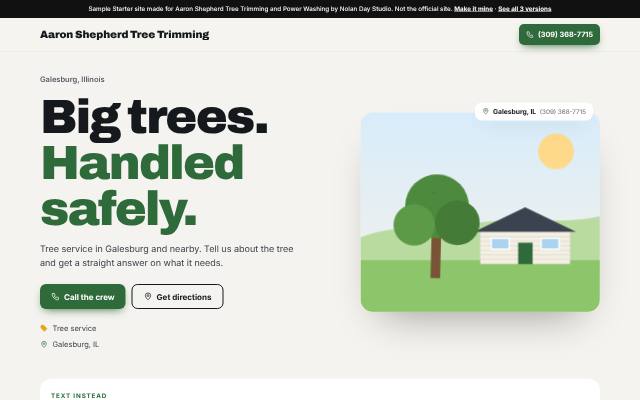 Sample Starter site made for Aaron Shepherd Tree Trimming and Power Washing by Nolan Day Studio. Not the official site. Make it mine · See all 3 versions
Aaron Shepherd Tree Trimming
(309) 368-7715
Galesburg, Illinois
Big trees.
Handled
safely.
Tree service in Galesburg and nearby. Tell us about the tree
and get a straight answer on what it needs.
Call the crew
Get directions
Tree service
Galesburg, IL
Galesburg, IL (309) 368-7715
TEXT INSTEAD